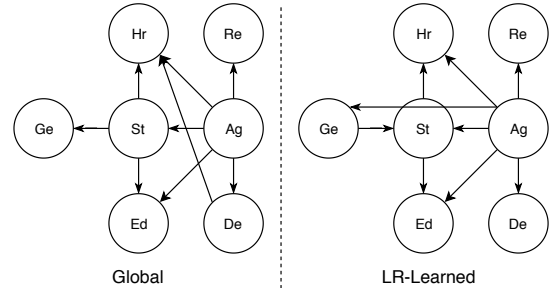 Hr Re Hr Re
Ge St Ag Ge St Ag
Ed De Ed De
Global LR-Learned